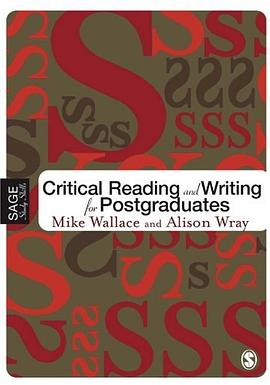 SAGE
Study Skills
Critical Reading and Writing
for Postgraduates
Mike Wallace and Alison Wray
S